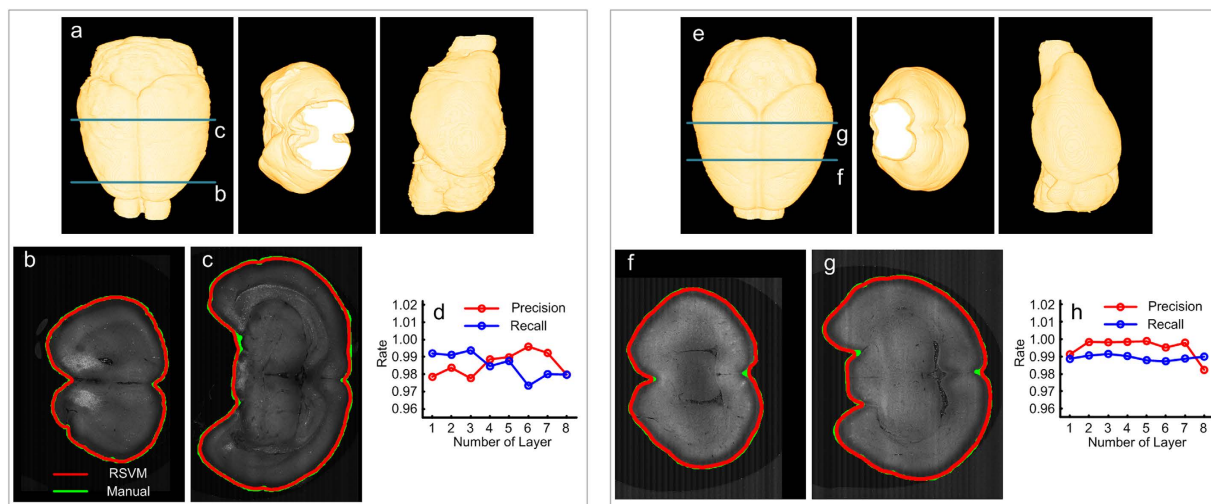 a
c
b
e
g
f
b
RSVM
Manual
c
d
Precision
Recall
Rate
1.02
1.01
1.00
0.99
0.98
0.97
0.96
1 2 3 4 5 6 7 8
Number of Layer
f
g
h
Precision
Recall
Rate
1.02
1.01
1.00
0.99
0.98
0.97
0.96
1 2 3 4 5 6 7 8
Number of Layer